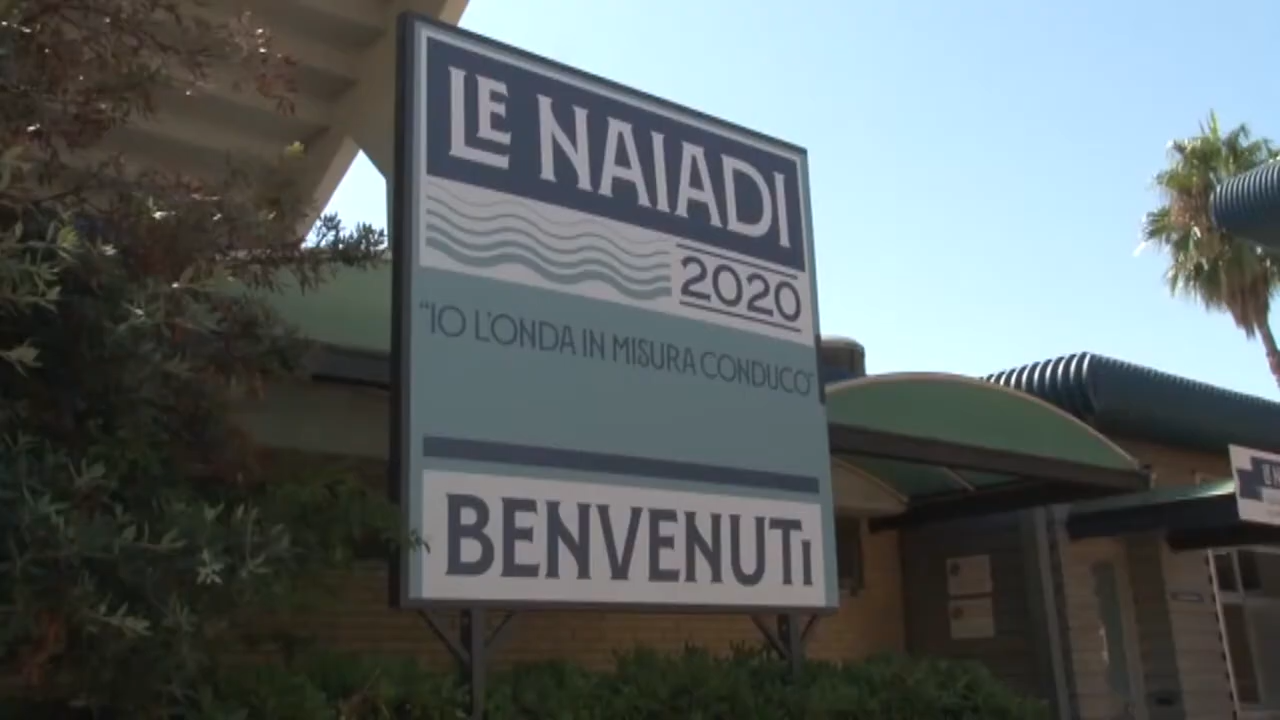 LE NAIADI
2020
"IO L'ONDA IN MISURA CONDUCO"
BENVENUTI